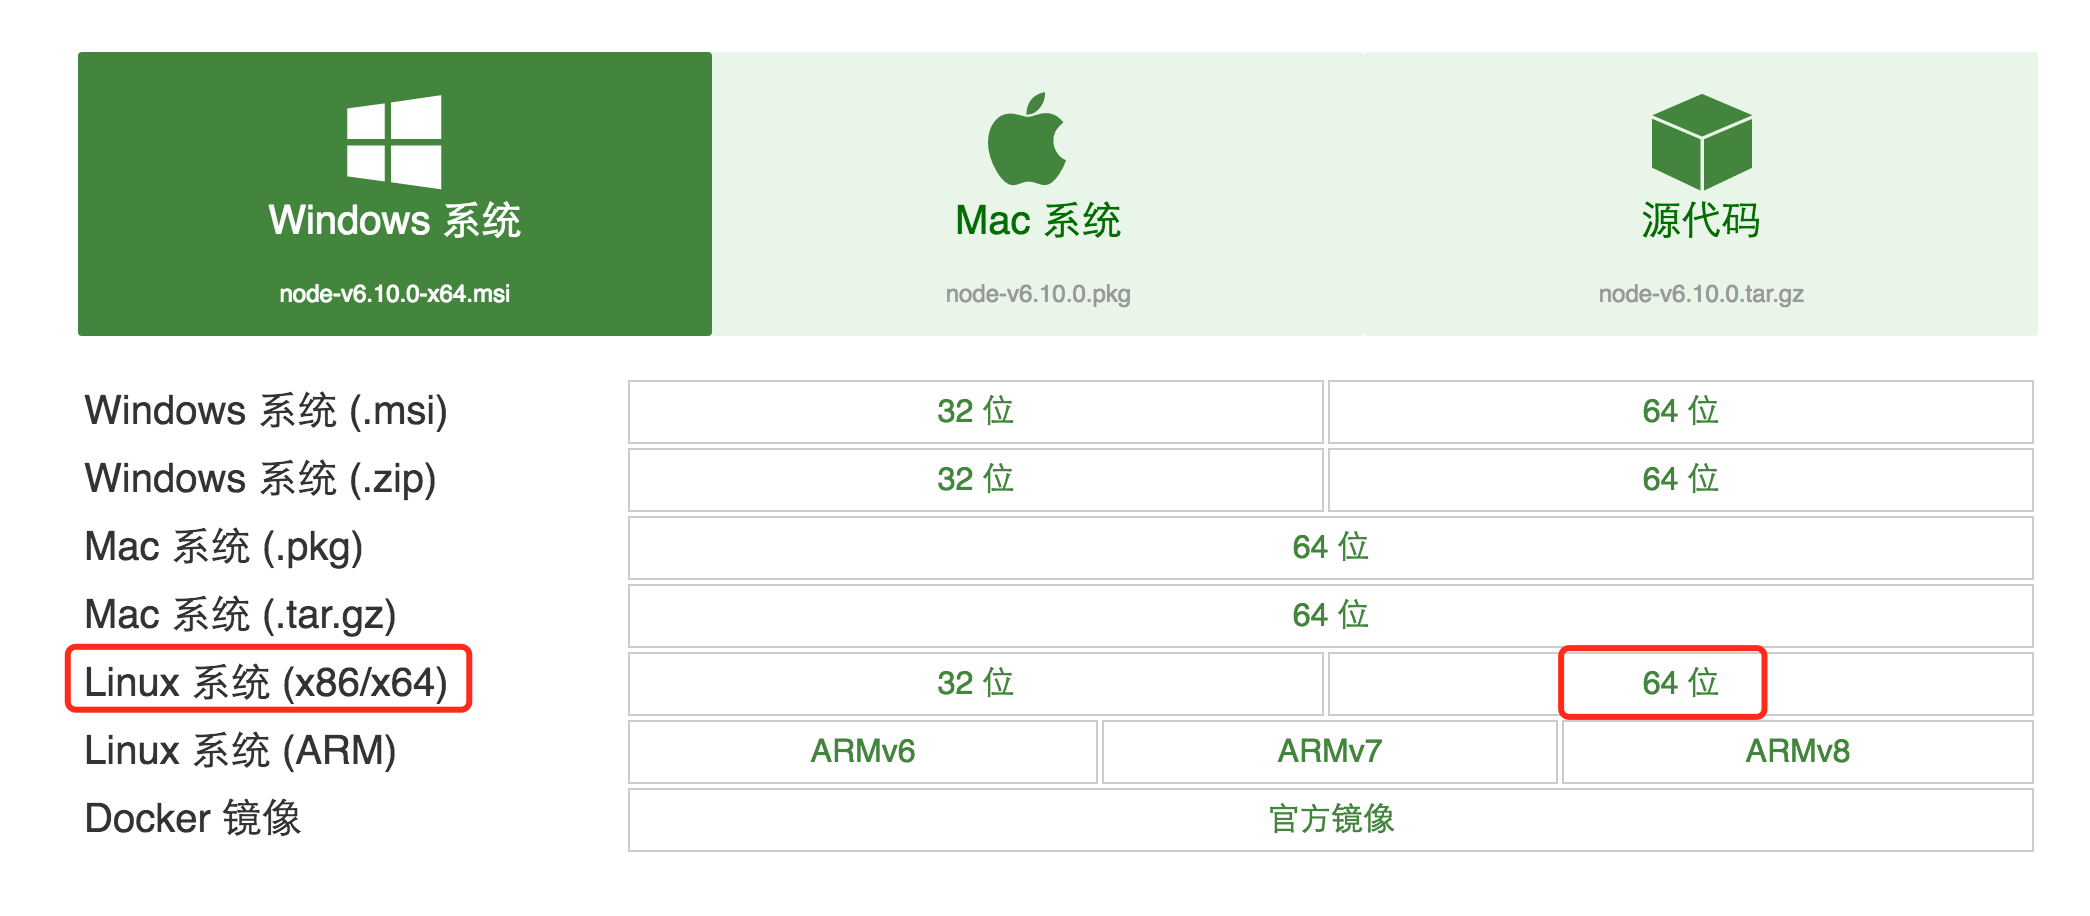 Windows 系统
node-v6.10.0-x64.msi
Mac 系统
node-v6.10.0.pkg
源代码
node-v6.10.0.tar.gz
Windows 系统 (.msi)
32 位
64 位
Windows 系统 (.zip)
32 位
64 位
Mac 系统 (.pkg)
64 位
Mac 系统 (.tar.gz)
64 位
Linux 系统 (x86/x64)
32 位
64 位
Linux 系统 (ARM)
ARMv6
ARMv7
ARMv8
Docker 镜像
官方镜像